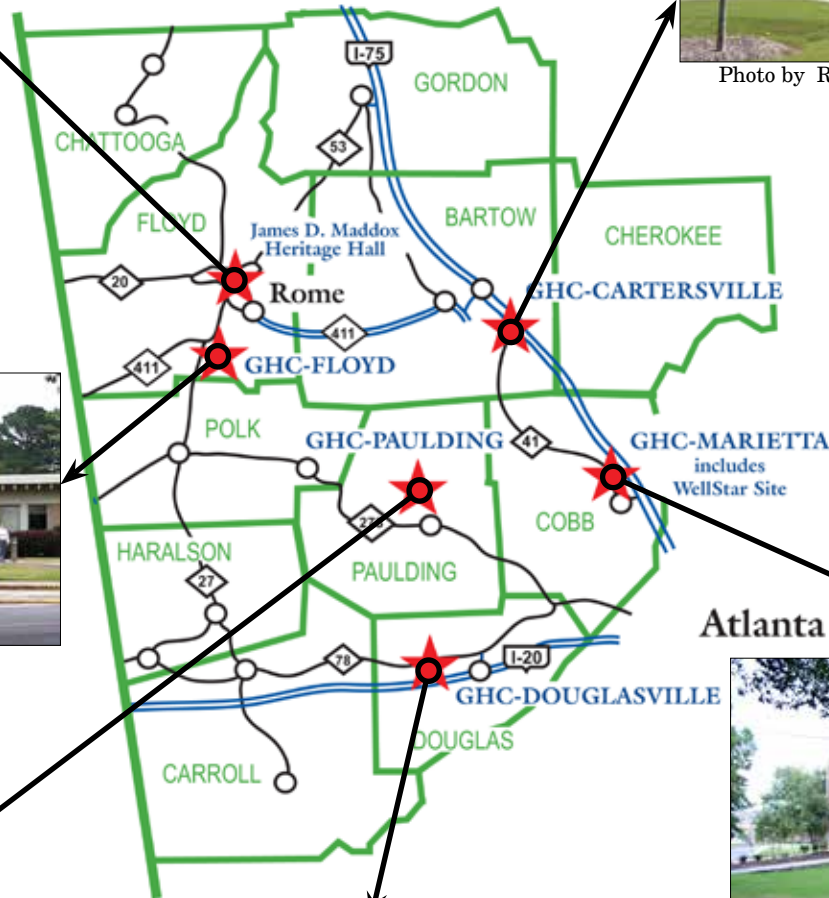 Photo by R
I-75
GORDON
CHATTOOGA
53
FLOYD
BARTOW
James D. Maddox
Heritage Hall
CHEROKEE
20
Rome
GHC-CARTERSVILLE
411
411
GHC-FLOYD
POLK
GHC-PAULDING
41
GHC-MARIETTA
includes
WellStar Site
COBB
HARALSON
PAULDING
27
Atlanta
78
I-20
GHC-DOUGLASVILLE
DOUGLAS
CARROLL